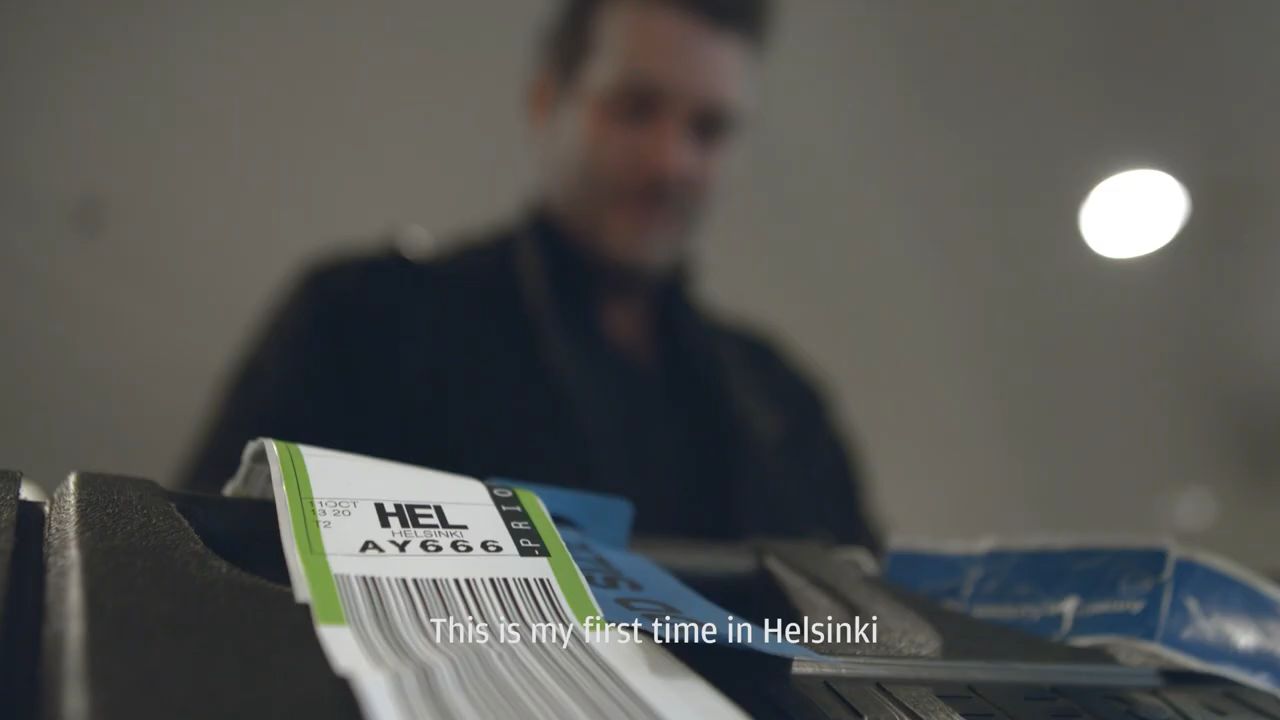 11OCT
13 20
T2
HEL
HELSINKI
AY666
-PRIO
This is my first time in Helsinki